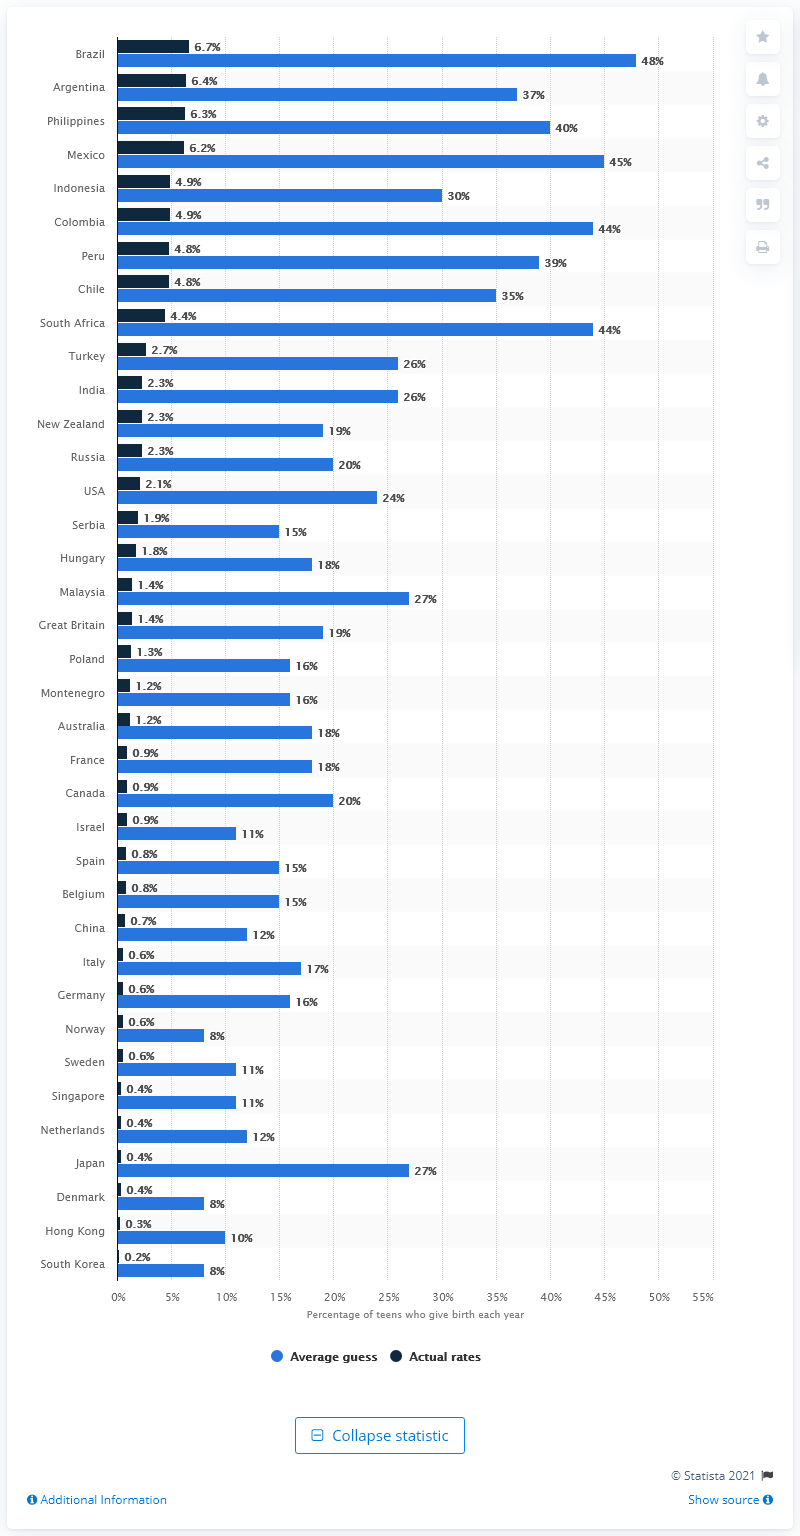 Brazil 6.7%
48%
Argentina 6.4%
37%
Philippines 6.3%
40%
Mexico 6.2%
45%
Indonesia 4.9%
30%
Colombia 4.9%
44%
Peru 4.8%
39%
Chile 4.8%
35%
South Africa 4.4%
44%
Turkey 2.7%
26%
India 2.3%
26%
New Zealand 2.3%
19%
Russia 2.3%
20%
USA 2.1%
24%
Serbia 1.9%
15%
Hungary 1.8%
18%
Malaysia 1.4%
27%
Great Britain 1.4%
19%
Poland 1.3%
16%
Montenegro 1.2%
16%
Australia 1.2%
18%
France 0.9%
18%
Canada 0.9%
20%
Israel 0.9%
11%
Spain 0.8%
15%
Belgium 0.8%
15%
China 0.7%
12%
Italy 0.6%
17%
Germany 0.6%
16%
Norway 0.6%
8%
Sweden 0.6%
11%
Singapore 0.4%
11%
Netherlands 0.4%
12%
Japan 0.4%
27%
Denmark 0.4%
8%
Hong Kong 0.3%
10%
South Korea 0.2%
8%
0% 5% 10% 15% 20% 25% 30% 35% 40% 45% 50% 55%
Percentage of teens who give birth each year
Average guess Actual rates
Collapse statistic
© Statista 2021
Additional Information Show source